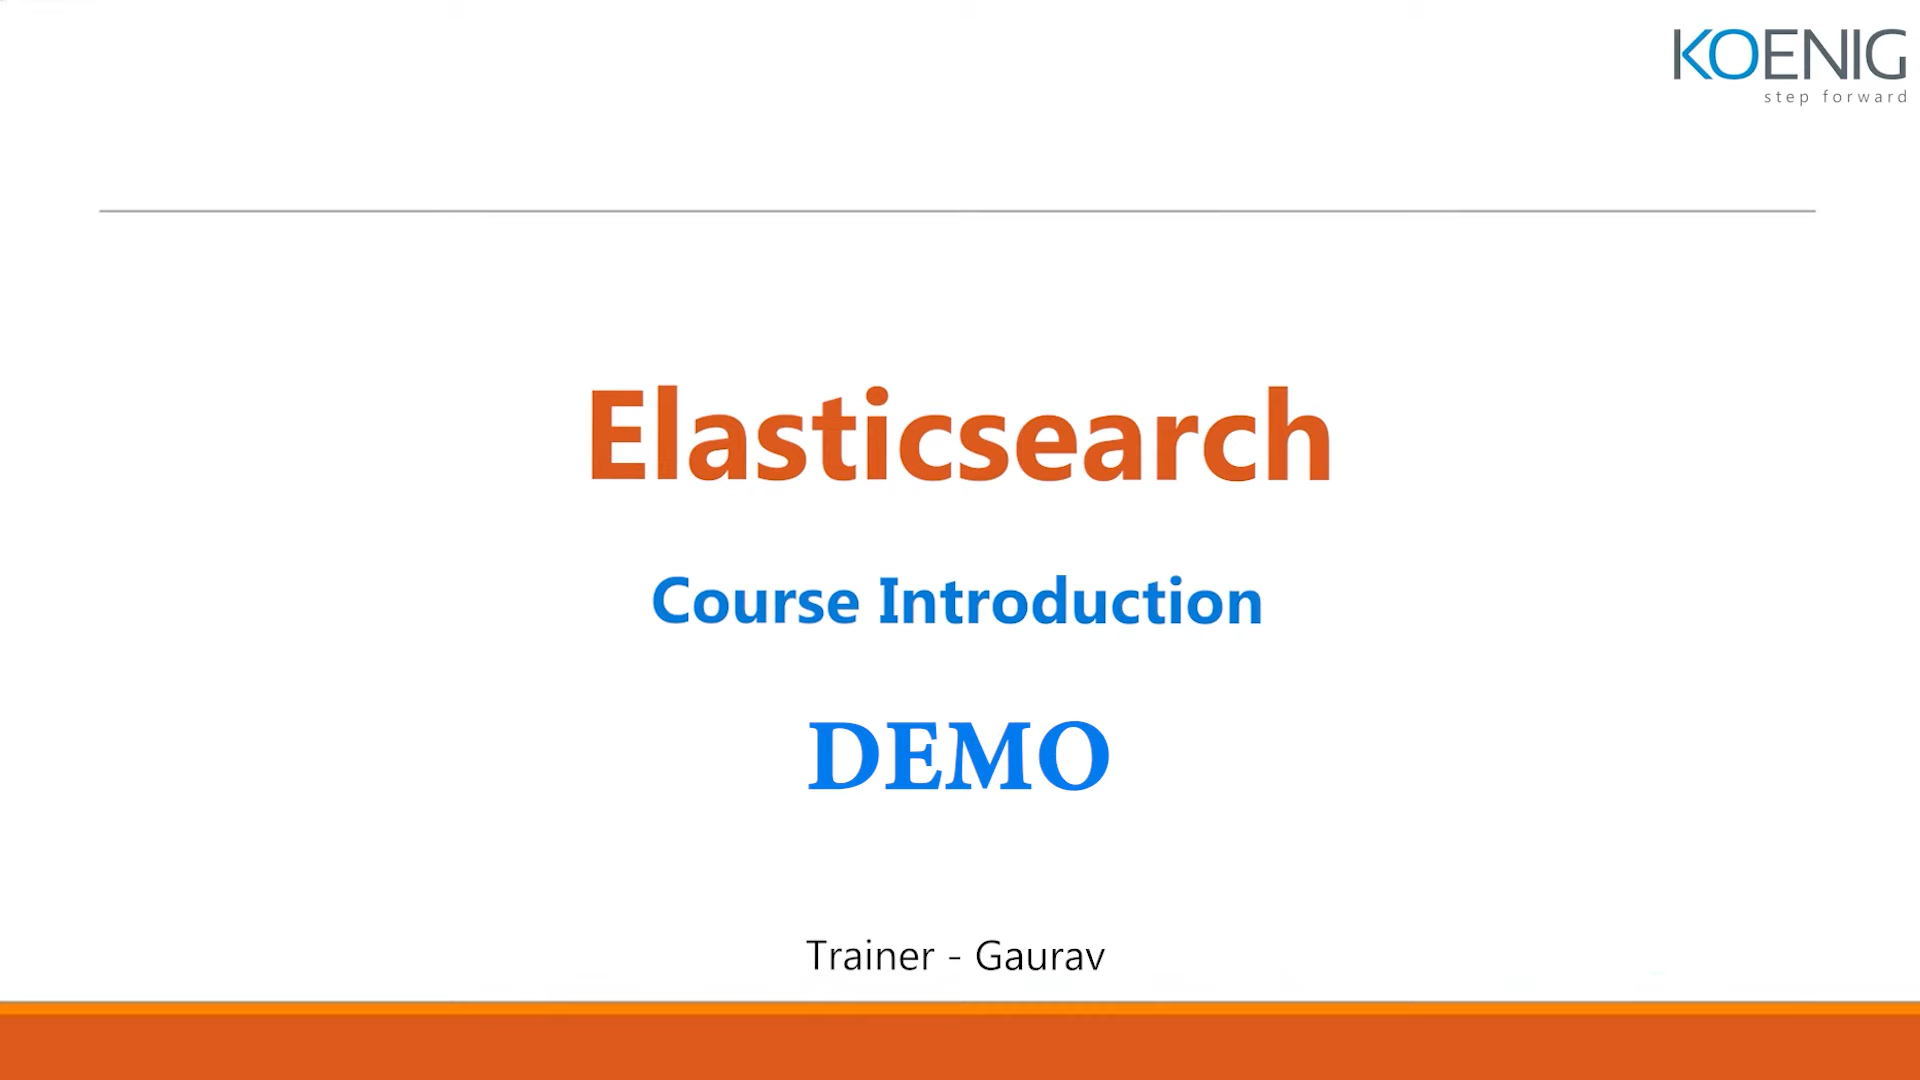 KOENIG
step forward
Elasticsearch
Course Introduction
DEMO
Trainer - Gaurav